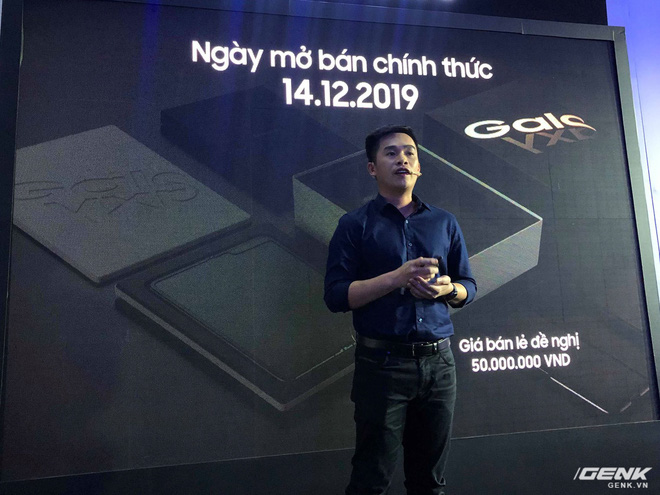 Ngày mở bán chính thức
14.12.2019
Gala
Giá bán lẻ đề nghị
50.000.000 VND
GENK
GENK.VN